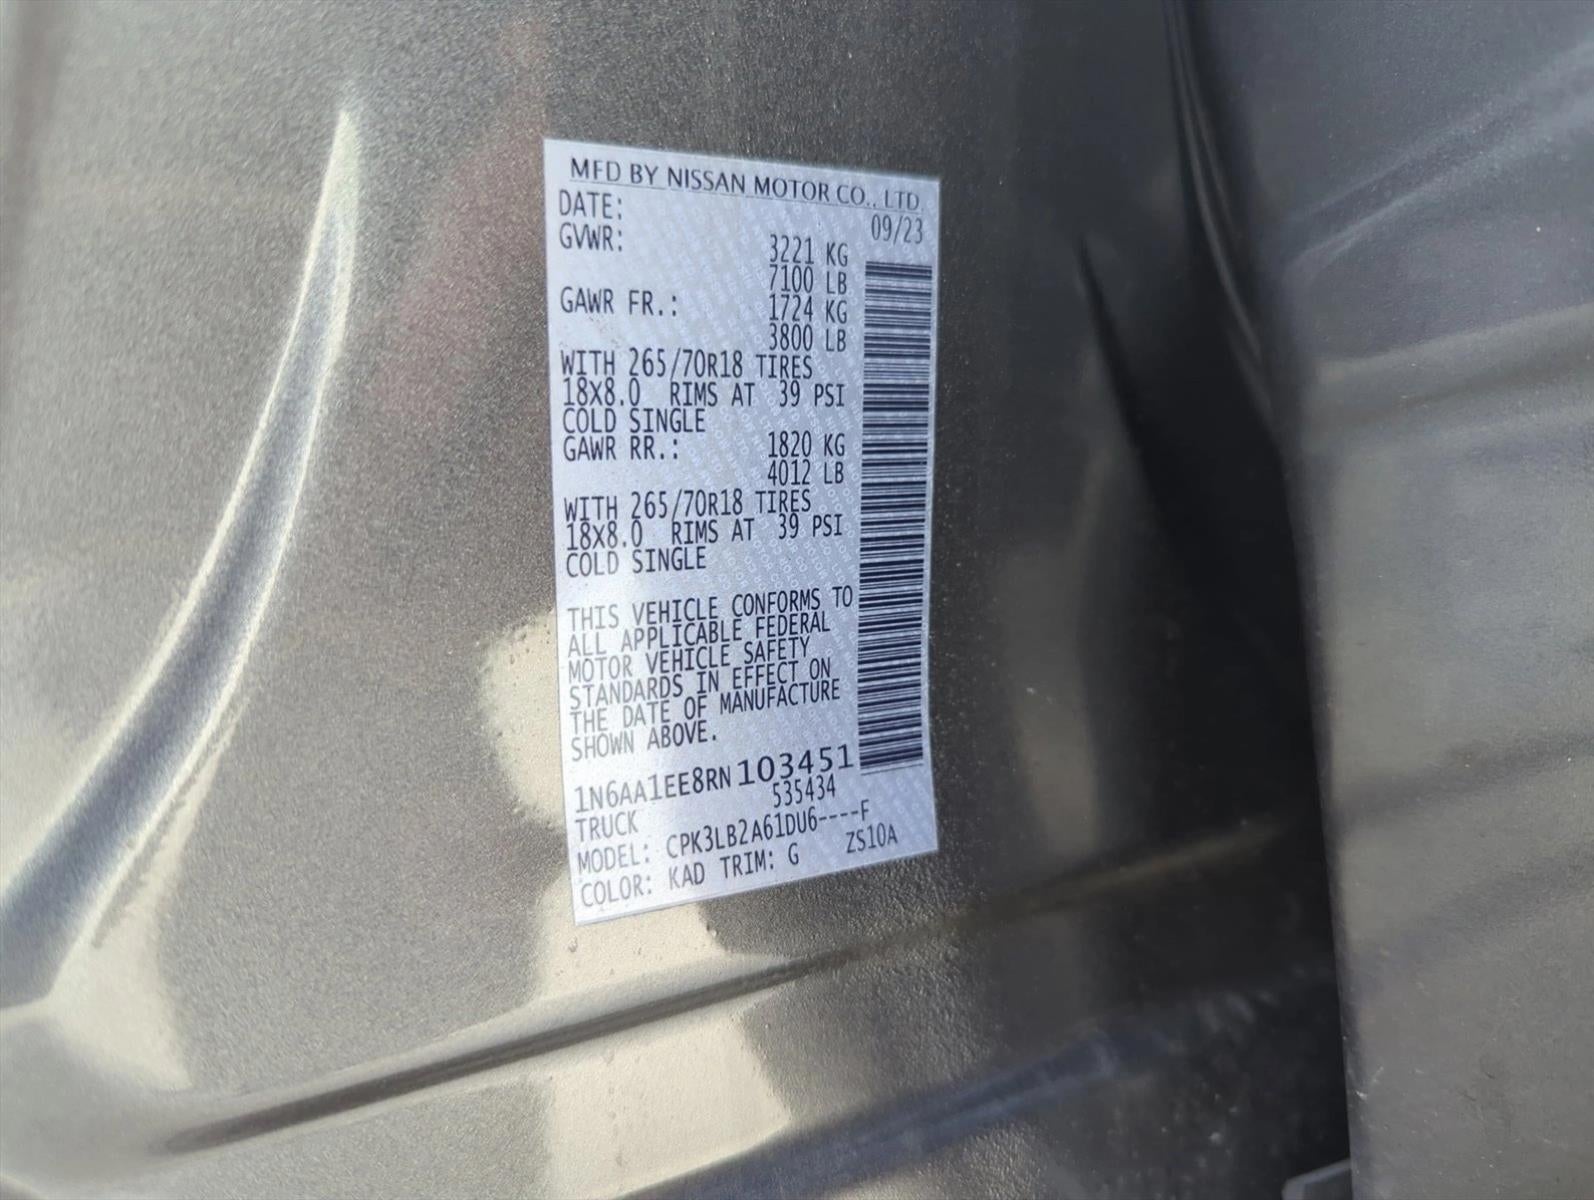 MFD BY NISSAN MOTOR CO., LTD.
DATE: 09/23
GVWR: 3221 KG
7100 LB
GAWR FR.: 1724 KG
3800 LB
WITH 265/70R18 TIRES
18X8.0 RIMS AT 39 PSI
COLD SINGLE
GAWR RR.: 1820 KG
4012 LB
WITH 265/70R18 TIRES
18X8.0 RIMS AT 39 PSI
COLD SINGLE
THIS VEHICLE CONFORMS TO
ALL APPLICABLE FEDERAL
MOTOR VEHICLE SAFETY
STANDARDS IN EFFECT ON
THE DATE OF MANUFACTURE
SHOWN ABOVE.
1N6AA1EE8RN103451
TRUCK 535434
MODEL: CPK3LB2A61DU6----F
COLOR: KAD TRIM: G ZS10A